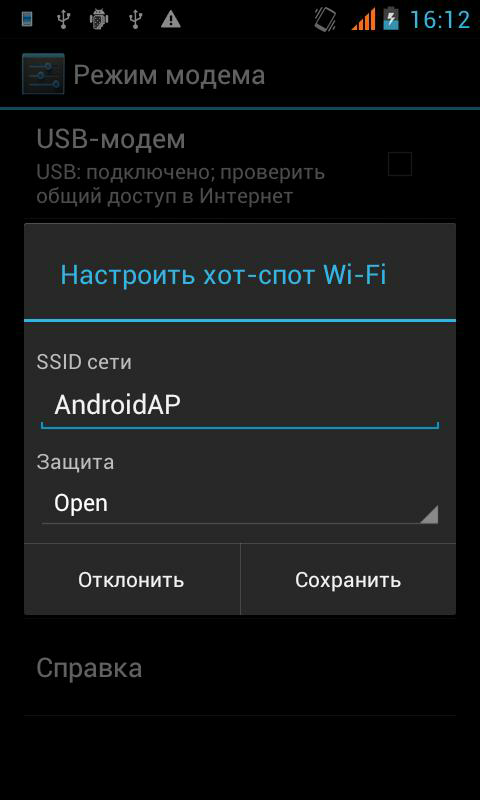 16:12
Режим модема
USB-модем
USB: подключено; проверить
общий доступ в Интернет
Настроить хот-спот Wi-Fi
SSID сети
AndroidAP
Защита
Open
Отклонить
Сохранить
Справка